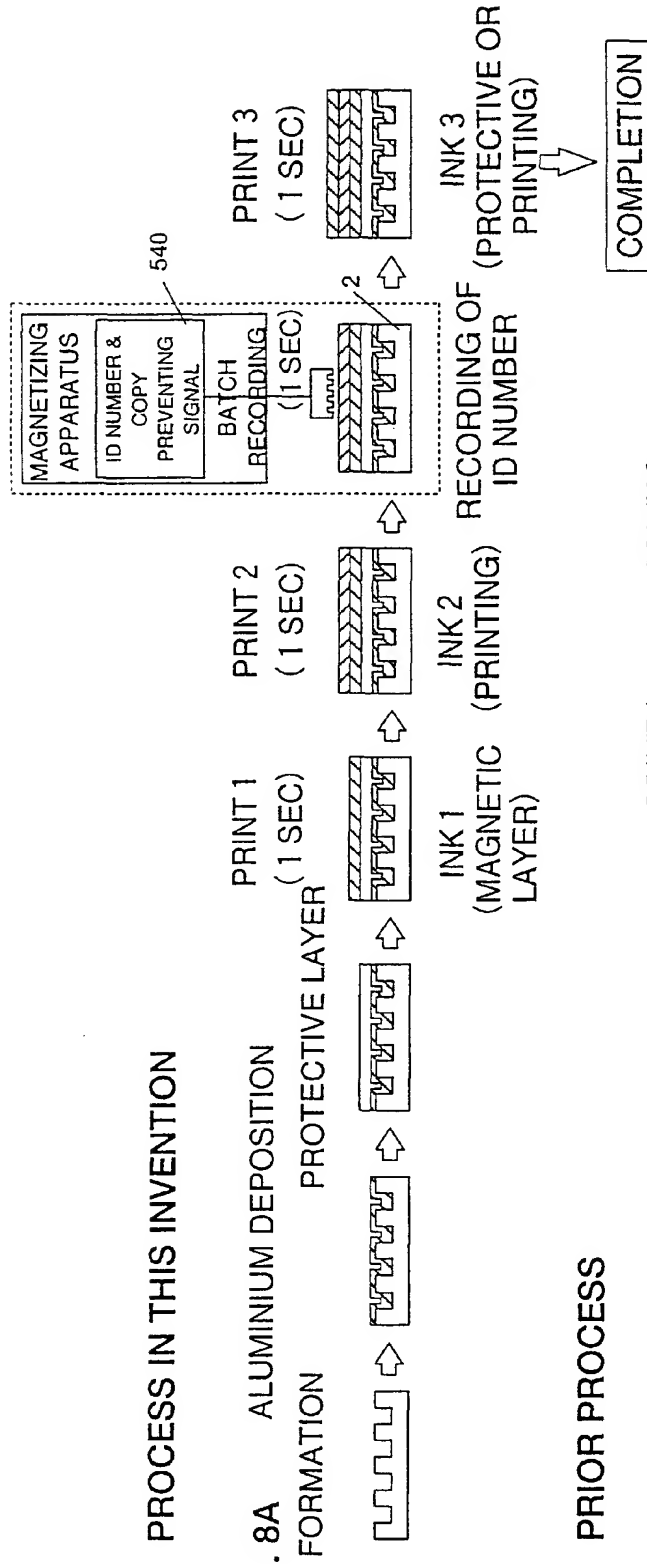 PROCESS IN THIS INVENTION
. 8A
FORMATION
ALUMINIUM DEPOSITION
PROTECTIVE LAYER
PRINT 1
(1 SEC)
INK 1
(MAGNETIC
LAYER)
PRINT 2
(1 SEC)
INK 2
(PRINTING)
MAGNETIZING
APPARATUS
ID NUMBER &
COPY
PREVENTING
SIGNAL
BATCH
RECORDING
(1 SEC)
540
2
RECORDING OF
ID NUMBER
PRINT 3
(1 SEC)
INK 3
(PROTECTIVE OR
PRINTING)
COMPLETION
PRIOR PROCESS